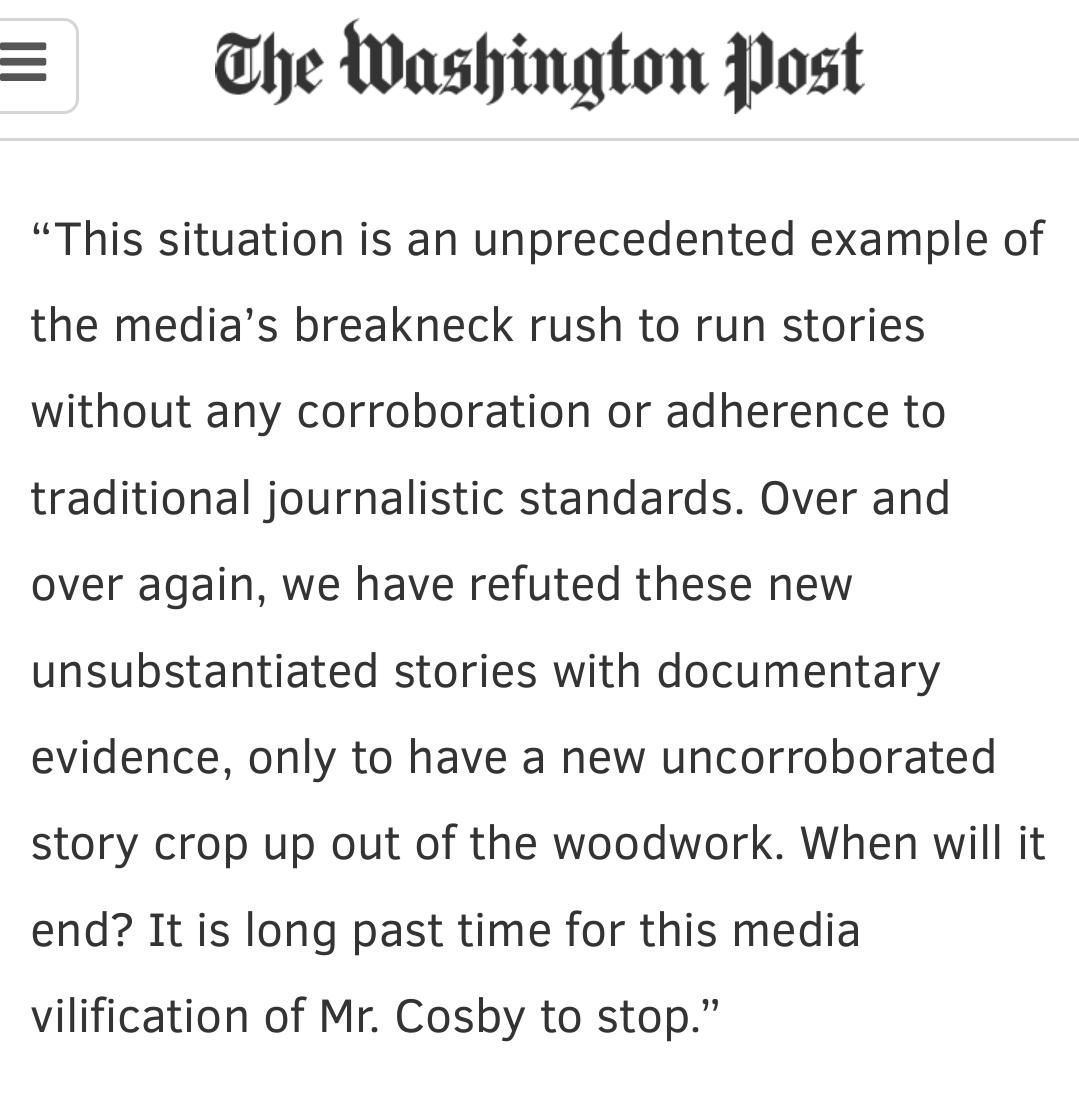 The Washington Post
“This situation is an unprecedented example of
the media’s breakneck rush to run stories
without any corroboration or adherence to
traditional journalistic standards. Over and
over again, we have refuted these new
unsubstantiated stories with documentary
evidence, only to have a new uncorroborated
story crop up out of the woodwork. When will it
end? It is long past time for this media
vilification of Mr. Cosby to stop.”